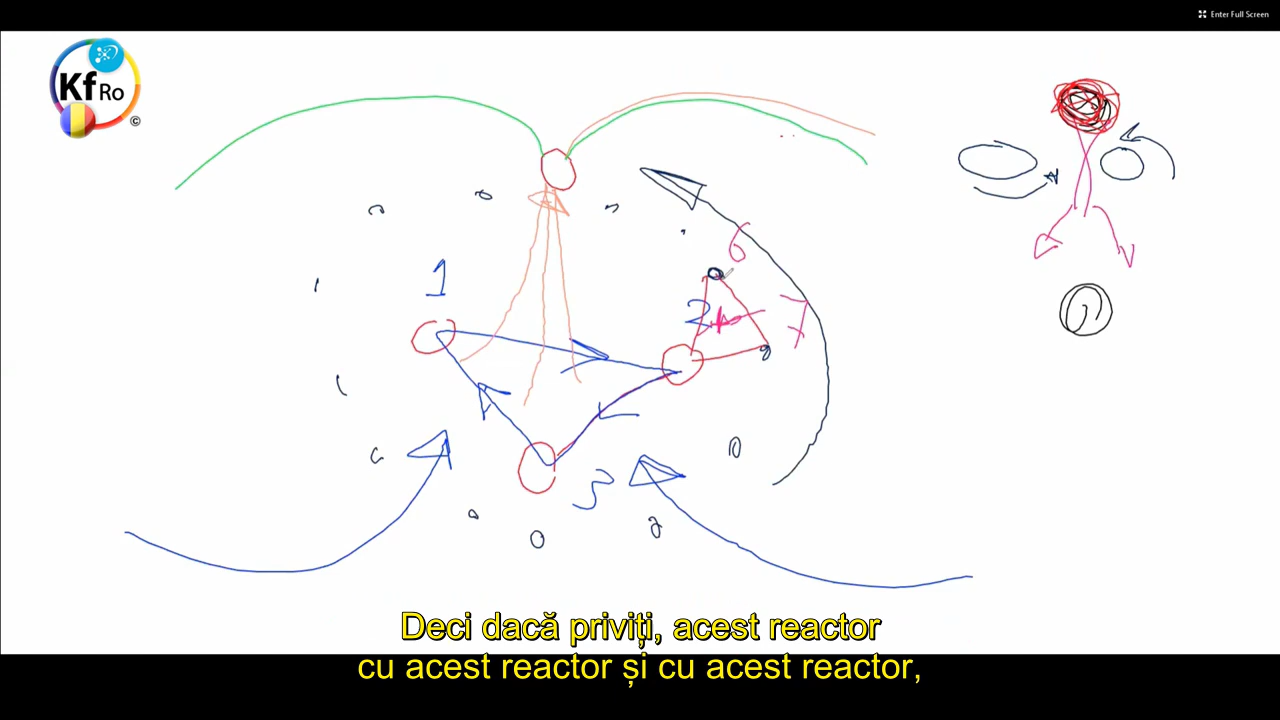 Enter Full Screen
Kf Ro
©
6
1
2
7
3
Deci dacă priviți, acest reactor
cu acest reactor și cu acest reactor,